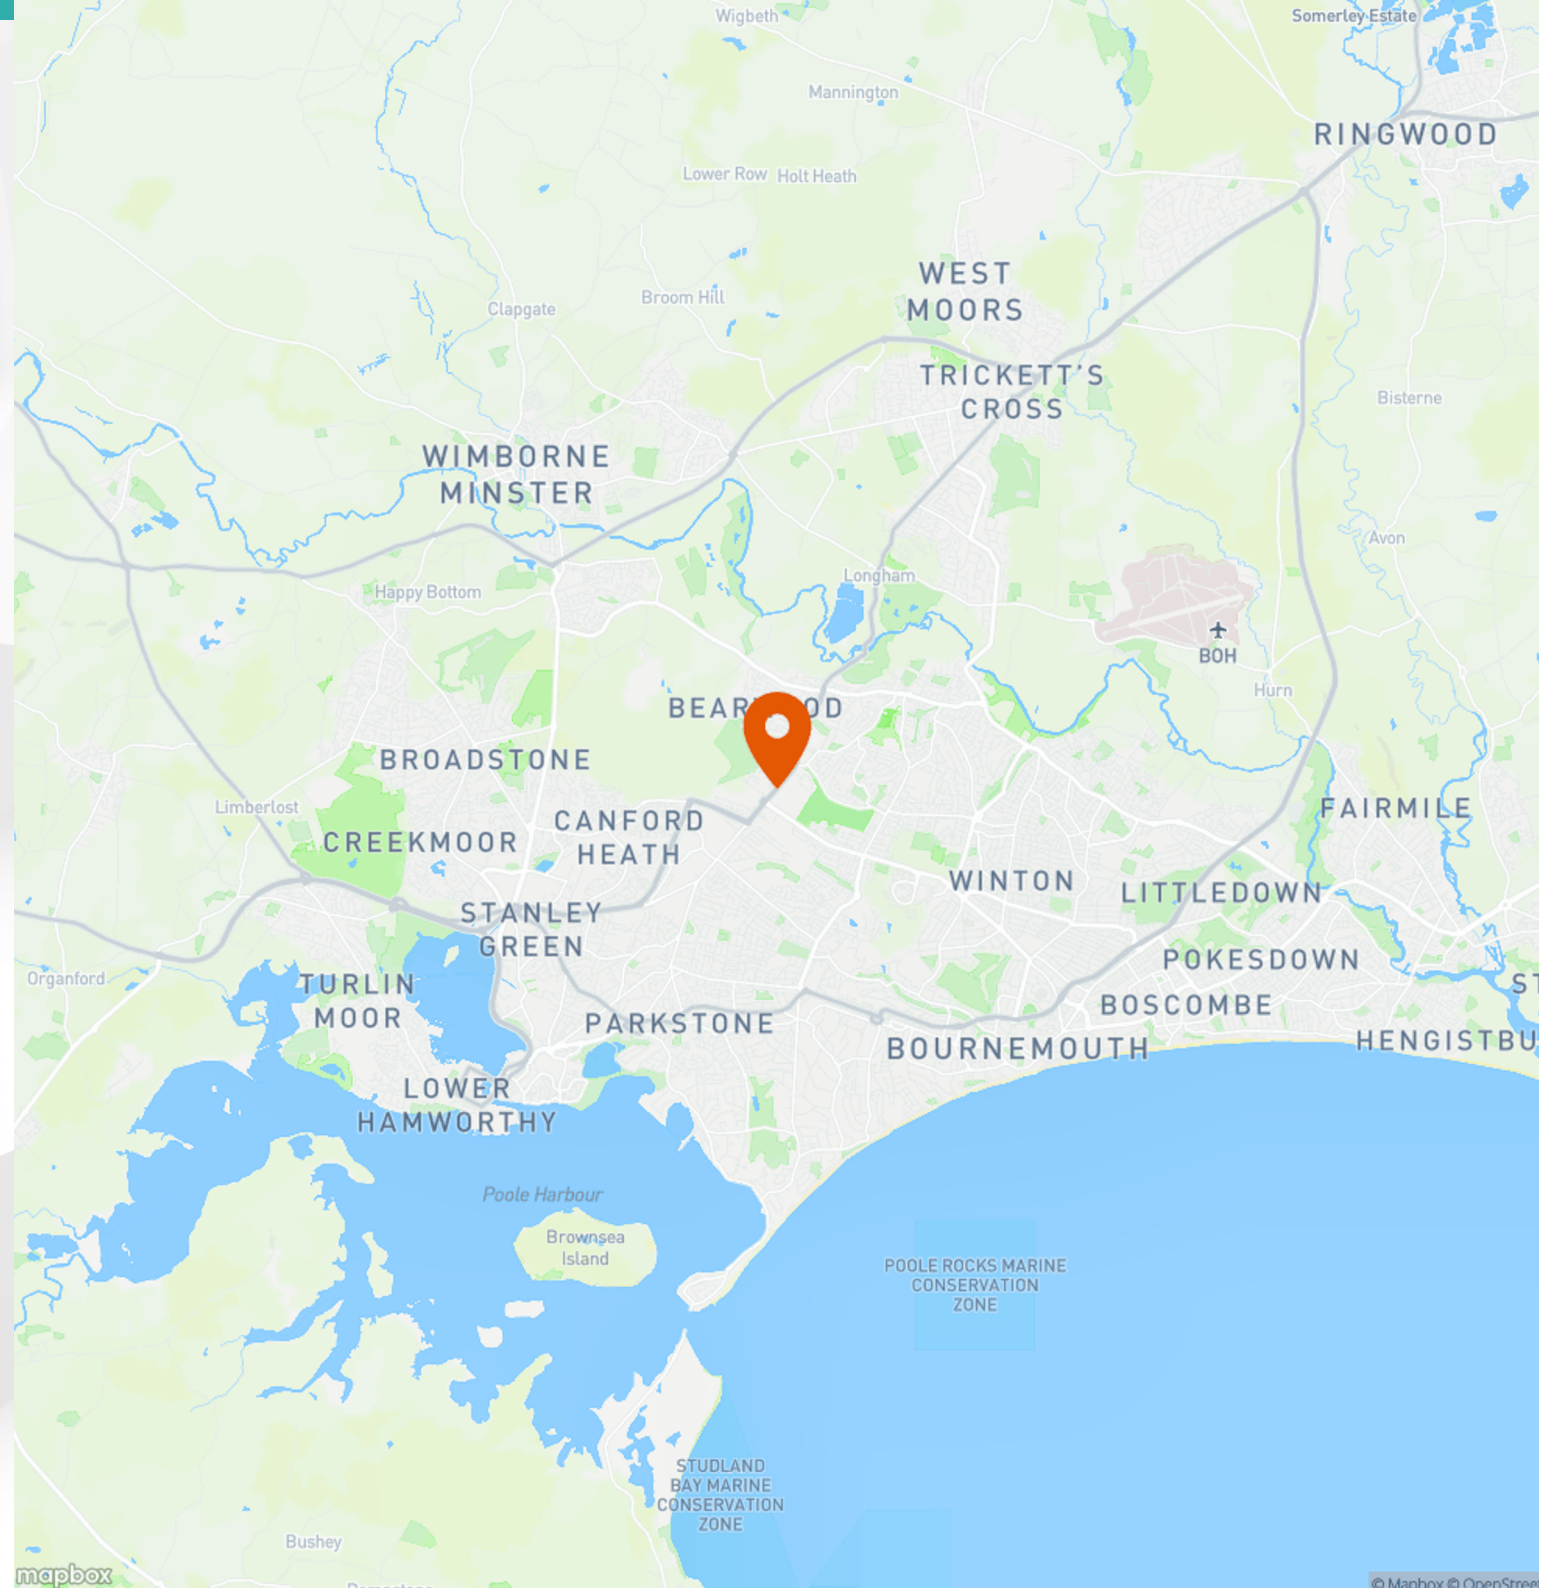 Wigbeth
Somerley Estate
Mannington
RINGWOOD
Lower Row
Holt Heath
WEST
MOORS
Broom Hill
Clapgate
TRICKETT'S
CROSS
Bisterne
WIMBORNE
MINSTER
Avon
Longham
Happy Bottom
BOH
Hurn
BROADSTONE
Limberlost
CANFORD
HEATH
FAIRMILE
CREEKMOOR
WINTON
LITTLEDOWN
STANLEY
GREEN
POKESDOWN
Organford
TURLIN
MOOR
ST
BOSCOMBE
PARKSTONE
HENGISTBU
BOURNEMOUTH
LOWER
HAMWORTHY
Poole Harbour
Brownsea
Island
POOLE ROCKS MARINE
CONSERVATION
ZONE
STUDLAND
BAY MARINE
CONSERVATION
ZONE
Bushey
mapbox
© Mapbox © OpenStree